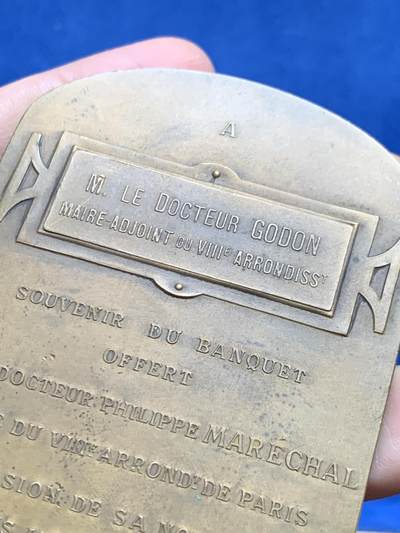 A
M. LE DOCTEUR GODON
MAIRE-ADJOINT DU VIIIᵉ ARRONDISSᵗ
SOUVENIR DU BANQUET
OFFERT
DOCTEUR PHILIPPE MARÉCHAL
DU VIIIᵉ ARRONDᵗ DE PARIS
SION DE SA